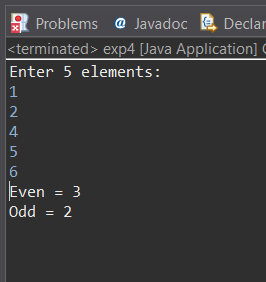 Problems @ Javadoc Declar
<terminated> exp4 [Java Application]
Enter 5 elements:
1
2
4
5
6
Even = 3
Odd = 2